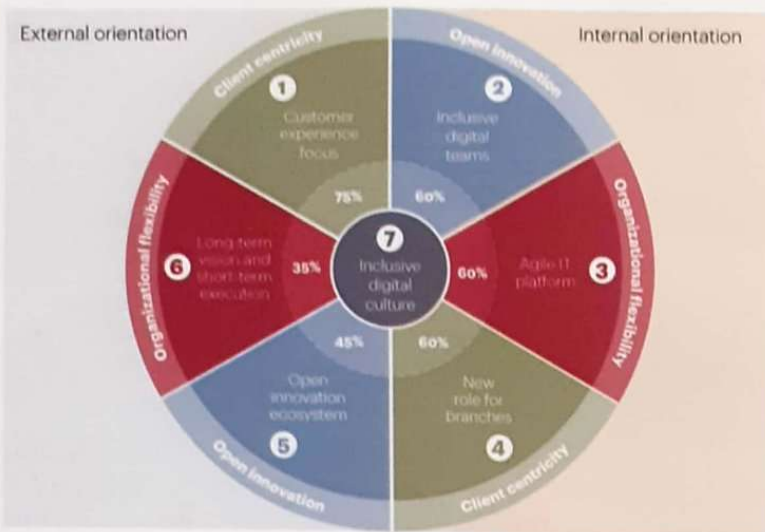 External orientation
Internal orientation
Client centricity
1
Customer
experience
focus
75%
Open innovation
2
Inclusive
digital
teams
60%
Organizational flexibility
3
Agile IT
platform
60%
Client centricity
4
New
role for
branches
60%
Open innovation
5
Open
innovation
ecosystem
45%
Organizational flexibility
6
Long-term
vision and
short-term
execution
35%
7
Inclusive
digital
culture